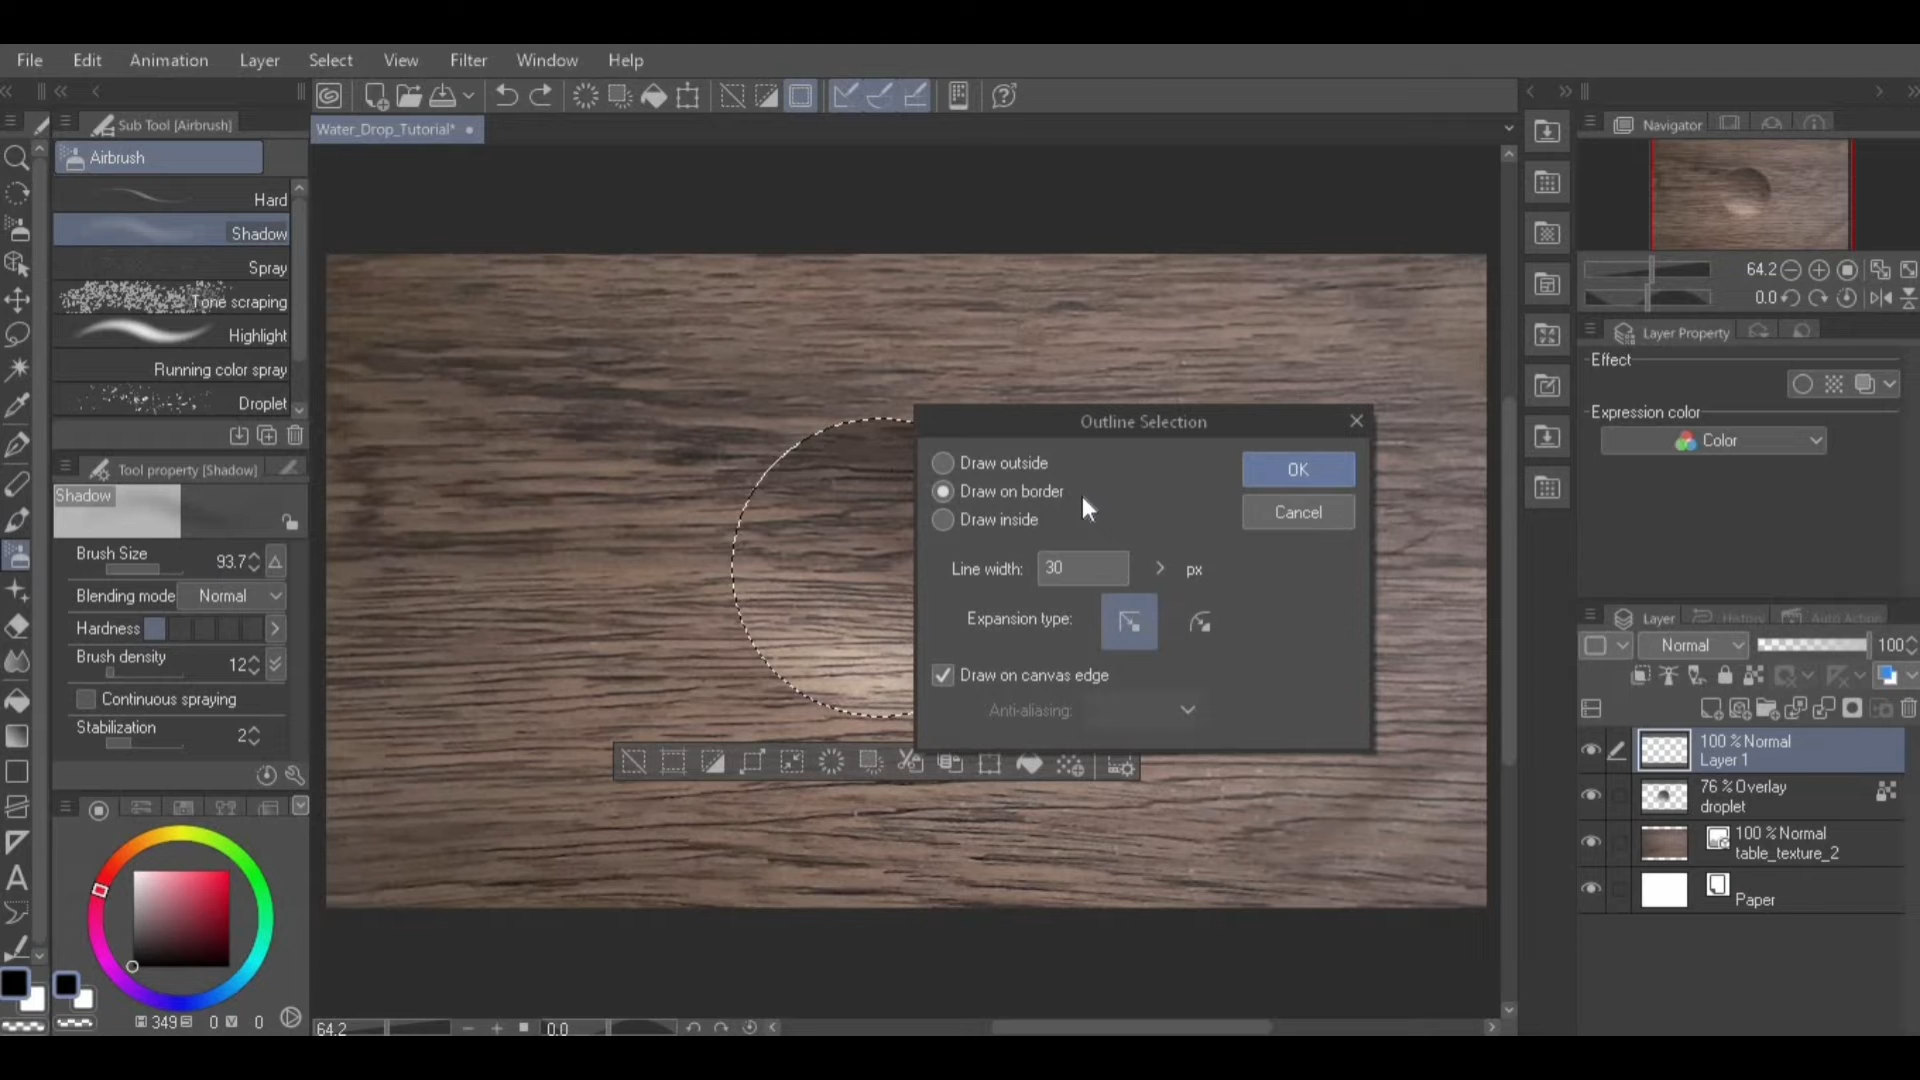 File Edit Animation Layer Select View Filter Window Help
Sub Tool [Airbrush]
Water_Drop_Tutorial*
Navigator
Airbrush
Hard
Shadow
Spray
Tone scraping
Highlight
Running color spray
Droplet
64.2
0.0
Layer Property
Effect
Expression color
Color
Outline Selection
Draw outside
Draw on border
Draw inside
OK
Cancel
Line width: 30 px
Expansion type:
Draw on canvas edge
Anti-aliasing:
Tool property [Shadow]
Shadow
Brush Size 93.7
Blending mode Normal
Hardness
Brush density 12
Continuous spraying
Stabilization 2
Layer History Auto Action
Normal 100
100 % Normal
Layer 1
76 % Overlay
droplet
100 % Normal
table_texture_2
Paper
H 349 S 0 V 0
64.2 0.0
A